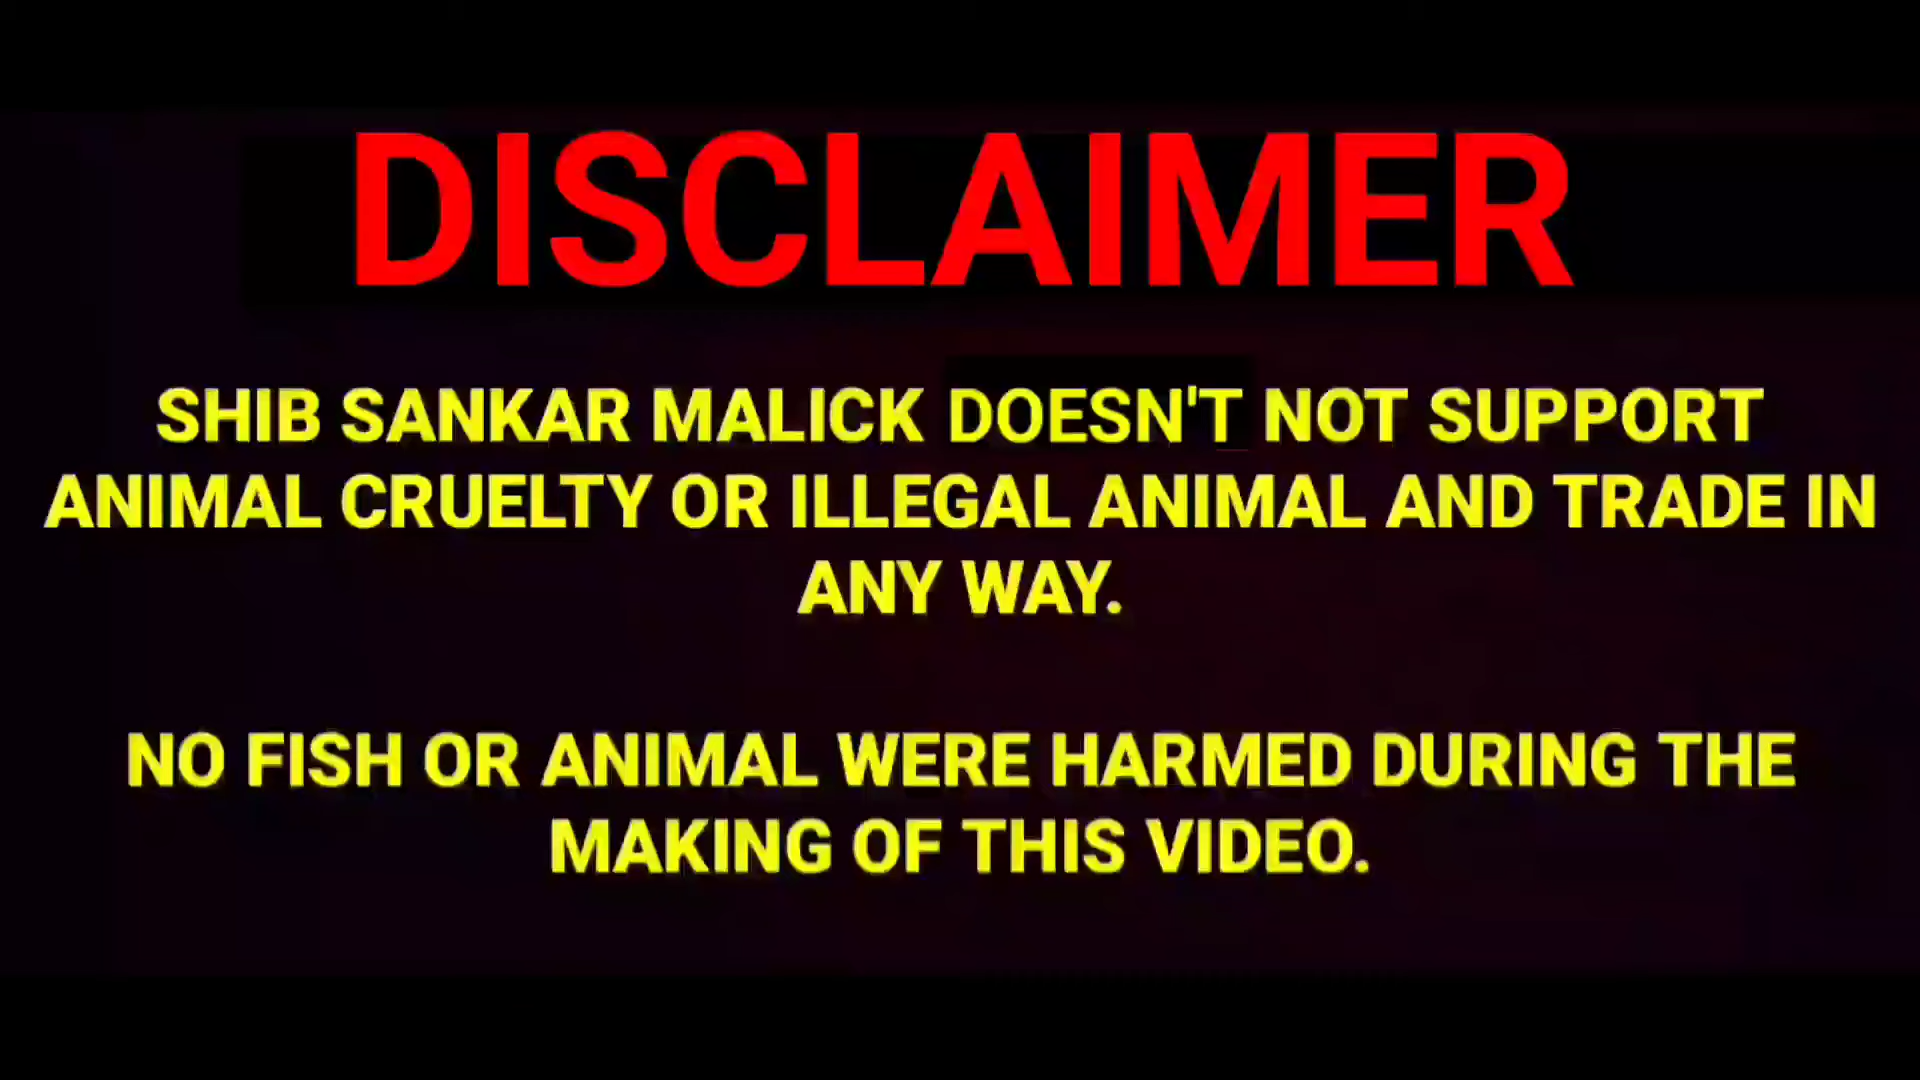 DISCLAIMER
SHIB SANKAR MALICK DOESN'T NOT SUPPORT
ANIMAL CRUELTY OR ILLEGAL ANIMAL AND TRADE IN
ANY WAY.
NO FISH OR ANIMAL WERE HARMED DURING THE
MAKING OF THIS VIDEO.